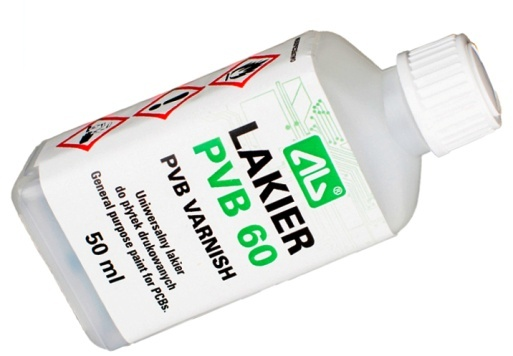 AG ®
LAKIER
PVB 60
PVB VARNISH
Uniwersalny lakier
do płytek drukowanych
General purpose paint for PCBs.
50 ml